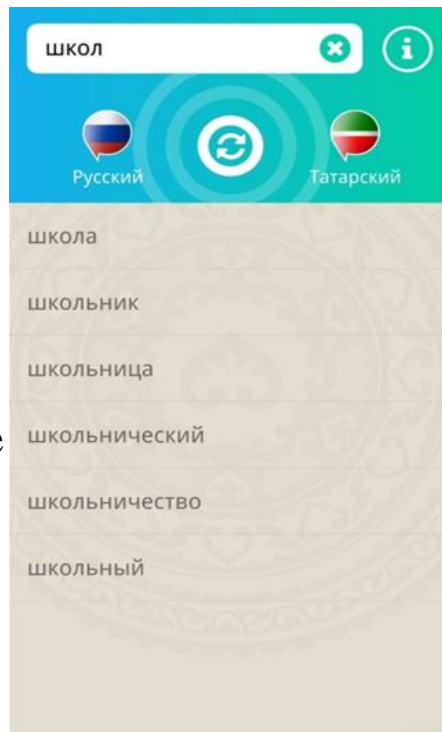 школ
Русский Татарский
школа
школьник
школьница
школьнический
школьничество
школьный